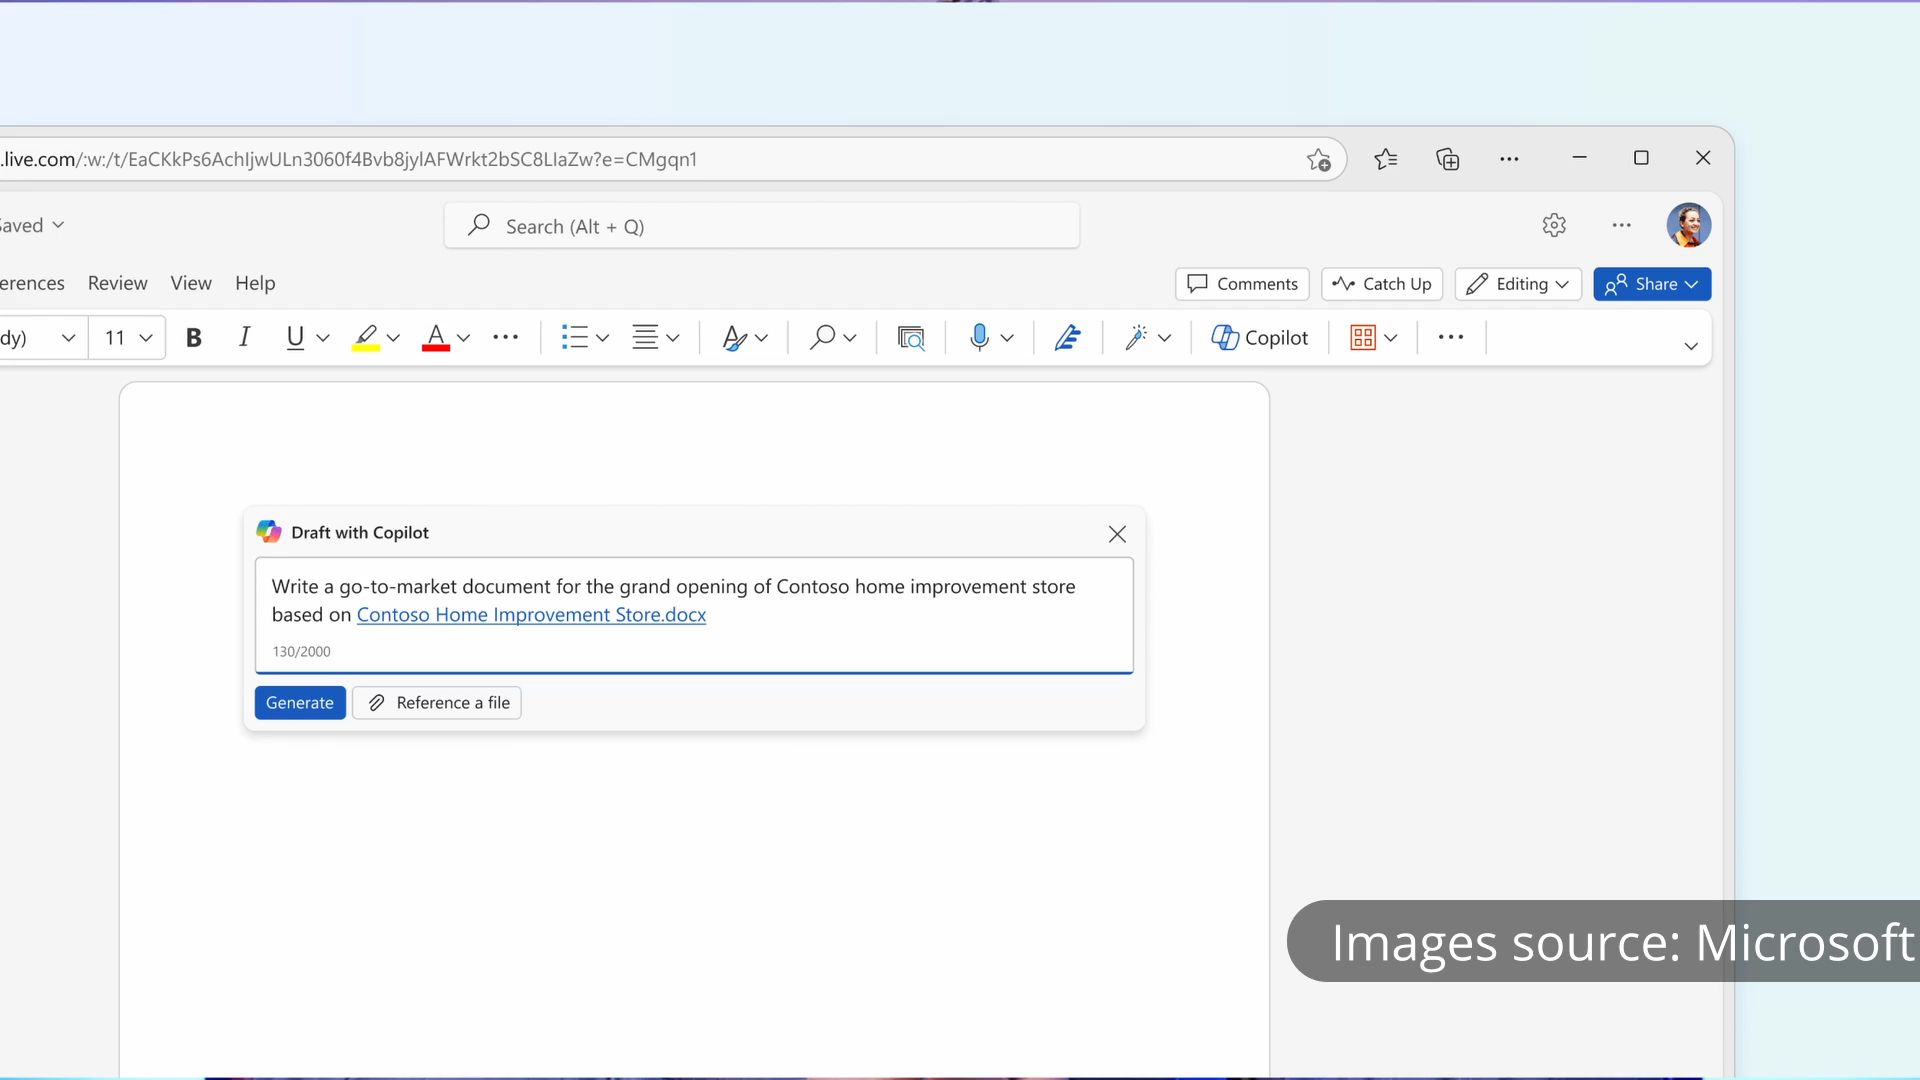 .live.com/:w:/t/EaCKkPs6AchIjwULn3060f4Bvb8jylAFWrkt2bSC8LIaZw?e=CMgqn1
Saved
Search (Alt + Q)
erences Review View Help
Comments Catch Up Editing Share
dy) 11 B I U A Copilot
Draft with Copilot
Write a go-to-market document for the grand opening of Contoso home improvement store
based on Contoso Home Improvement Store.docx
130/2000
Generate Reference a file
Images source: Microsoft